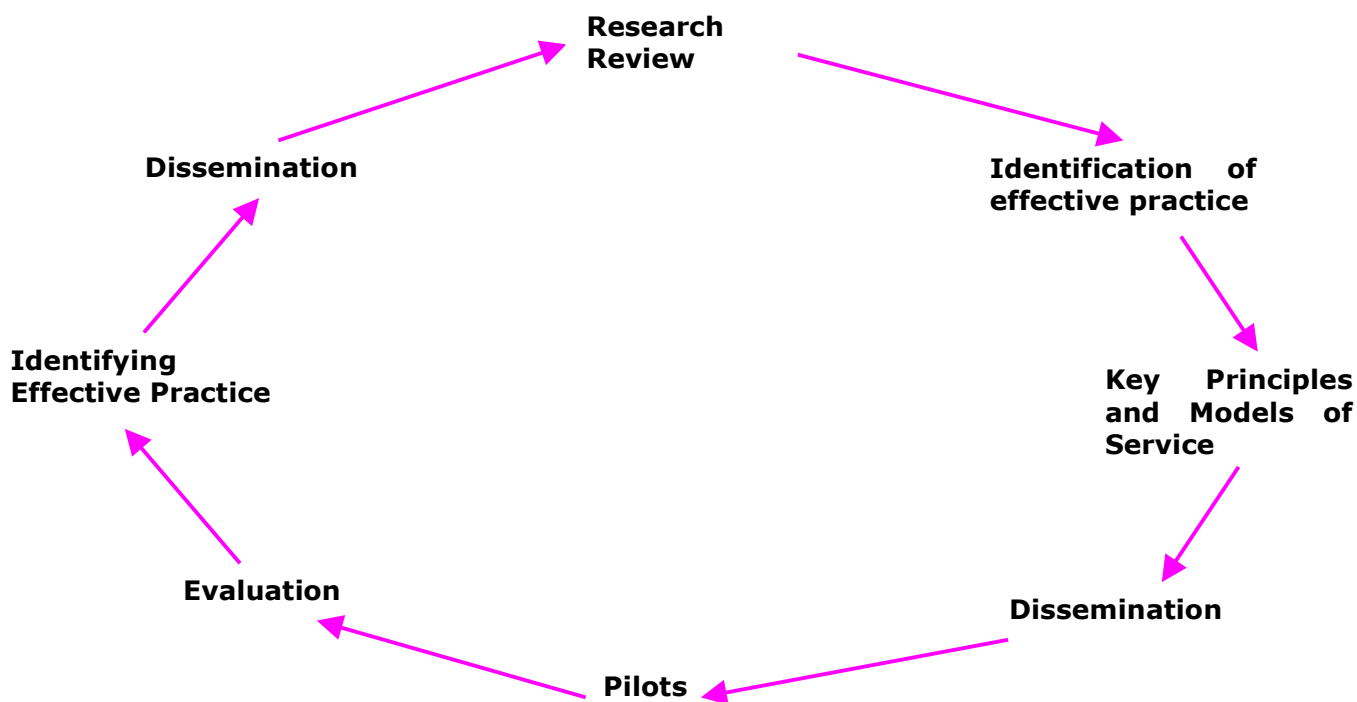 Research
Review
Dissemination
Identification of
effective practice
Identifying
Effective Practice
Key Principles
and Models of
Service
Evaluation
Dissemination
Pilots